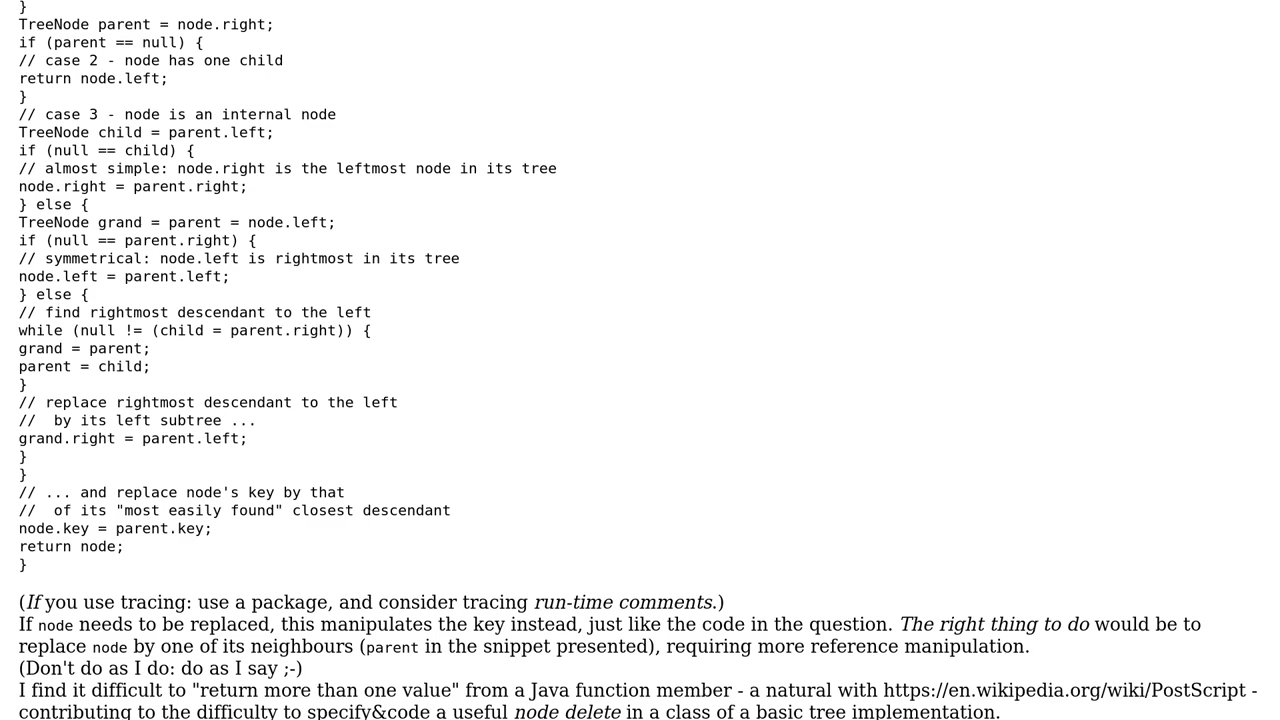 }
TreeNode parent = node.right;
if (parent == null) {
// case 2 - node has one child
return node.left;
}
// case 3 - node is an internal node
TreeNode child = parent.left;
if (null == child) {
// almost simple: node.right is the leftmost node in its tree
node.right = parent.right;
} else {
TreeNode grand = parent = node.left;
if (null == parent.right) {
// symmetrical: node.left is rightmost in its tree
node.left = parent.left;
} else {
// find rightmost descendant to the left
while (null != (child = parent.right)) {
grand = parent;
parent = child;
}
// replace rightmost descendant to the left
//  by its left subtree ...
grand.right = parent.left;
}
}
// ... and replace node's key by that
//  of its "most easily found" closest descendant
node.key = parent.key;
return node;
}
(If you use tracing: use a package, and consider tracing run-time comments.)
If node needs to be replaced, this manipulates the key instead, just like the code in the question. The right thing to do would be to
replace node by one of its neighbours (parent in the snippet presented), requiring more reference manipulation.
(Don't do as I do: do as I say ;-)
I find it difficult to "return more than one value" from a Java function member - a natural with https://en.wikipedia.org/wiki/PostScript -
contributing to the difficulty to specify&code a useful node delete in a class of a basic tree implementation.